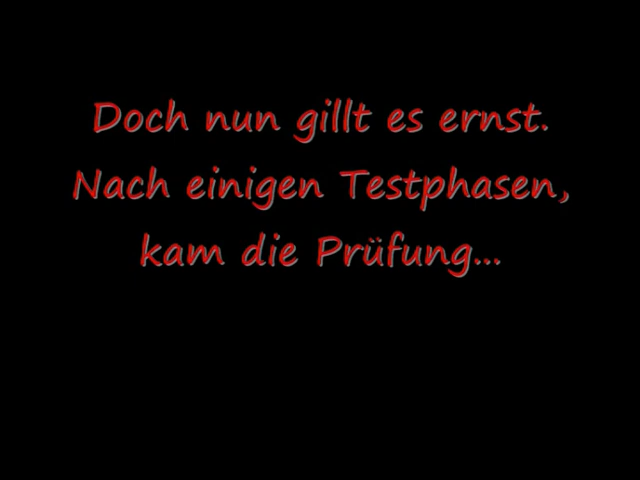 Doch nun gillt es ernst.
Nach einigen Testphasen,
kam die Prüfung...